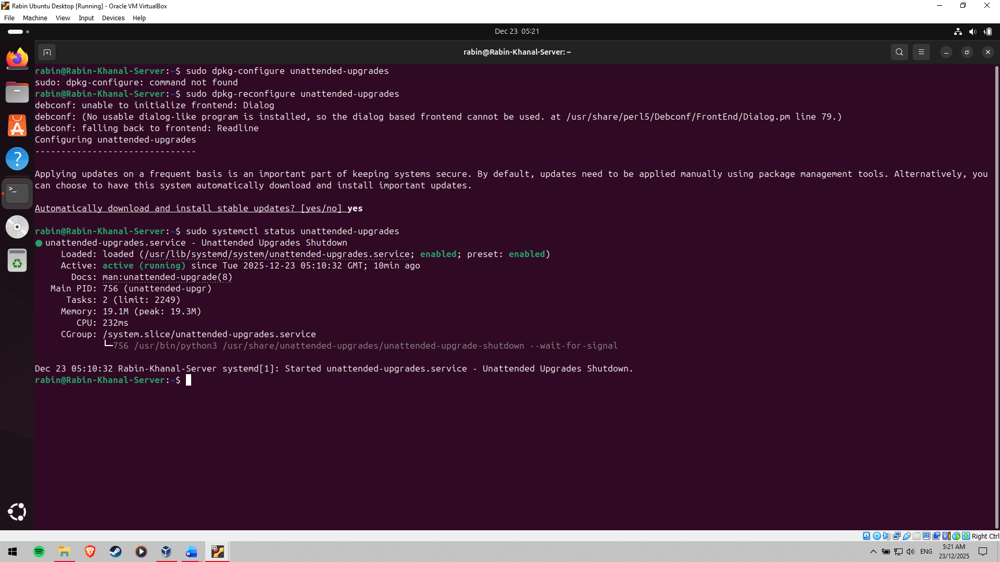 Rabin Ubuntu Desktop [Running] - Oracle VM VirtualBox
File Machine View Input Devices Help
Dec 23 05:21
rabin@Rabin-Khanal-Server: ~
rabin@Rabin-Khanal-Server:~$ sudo dpkg-configure unattended-upgrades
sudo: dpkg-configure: command not found
rabin@Rabin-Khanal-Server:~$ sudo dpkg-reconfigure unattended-upgrades
debconf: unable to initialize frontend: Dialog
debconf: (No usable dialog-like program is installed, so the dialog based frontend cannot be used. at /usr/share/perl5/Debconf/FrontEnd/Dialog.pm line 79.)
debconf: falling back to frontend: Readline
Configuring unattended-upgrades
-------------------------------
Applying updates on a frequent basis is an important part of keeping systems secure. By default, updates need to be applied manually using package management tools. Alternatively, you
can choose to have this system automatically download and install important updates.
Automatically download and install stable updates? [yes/no] yes
rabin@Rabin-Khanal-Server:~$ sudo systemctl status unattended-upgrades
● unattended-upgrades.service - Unattended Upgrades Shutdown
Loaded: loaded (/usr/lib/systemd/system/unattended-upgrades.service; enabled; preset: enabled)
Active: active (running) since Tue 2025-12-23 05:10:32 GMT; 10min ago
Docs: man:unattended-upgrade(8)
Main PID: 756 (unattended-upgr)
Tasks: 2 (limit: 2249)
Memory: 19.1M (peak: 19.3M)
CPU: 232ms
CGroup: /system.slice/unattended-upgrades.service
└─756 /usr/bin/python3 /usr/share/unattended-upgrades/unattended-upgrade-shutdown --wait-for-signal
Dec 23 05:10:32 Rabin-Khanal-Server systemd[1]: Started unattended-upgrades.service - Unattended Upgrades Shutdown.
rabin@Rabin-Khanal-Server:~$
Right Ctrl
ENG
5:21 AM
23/12/2025